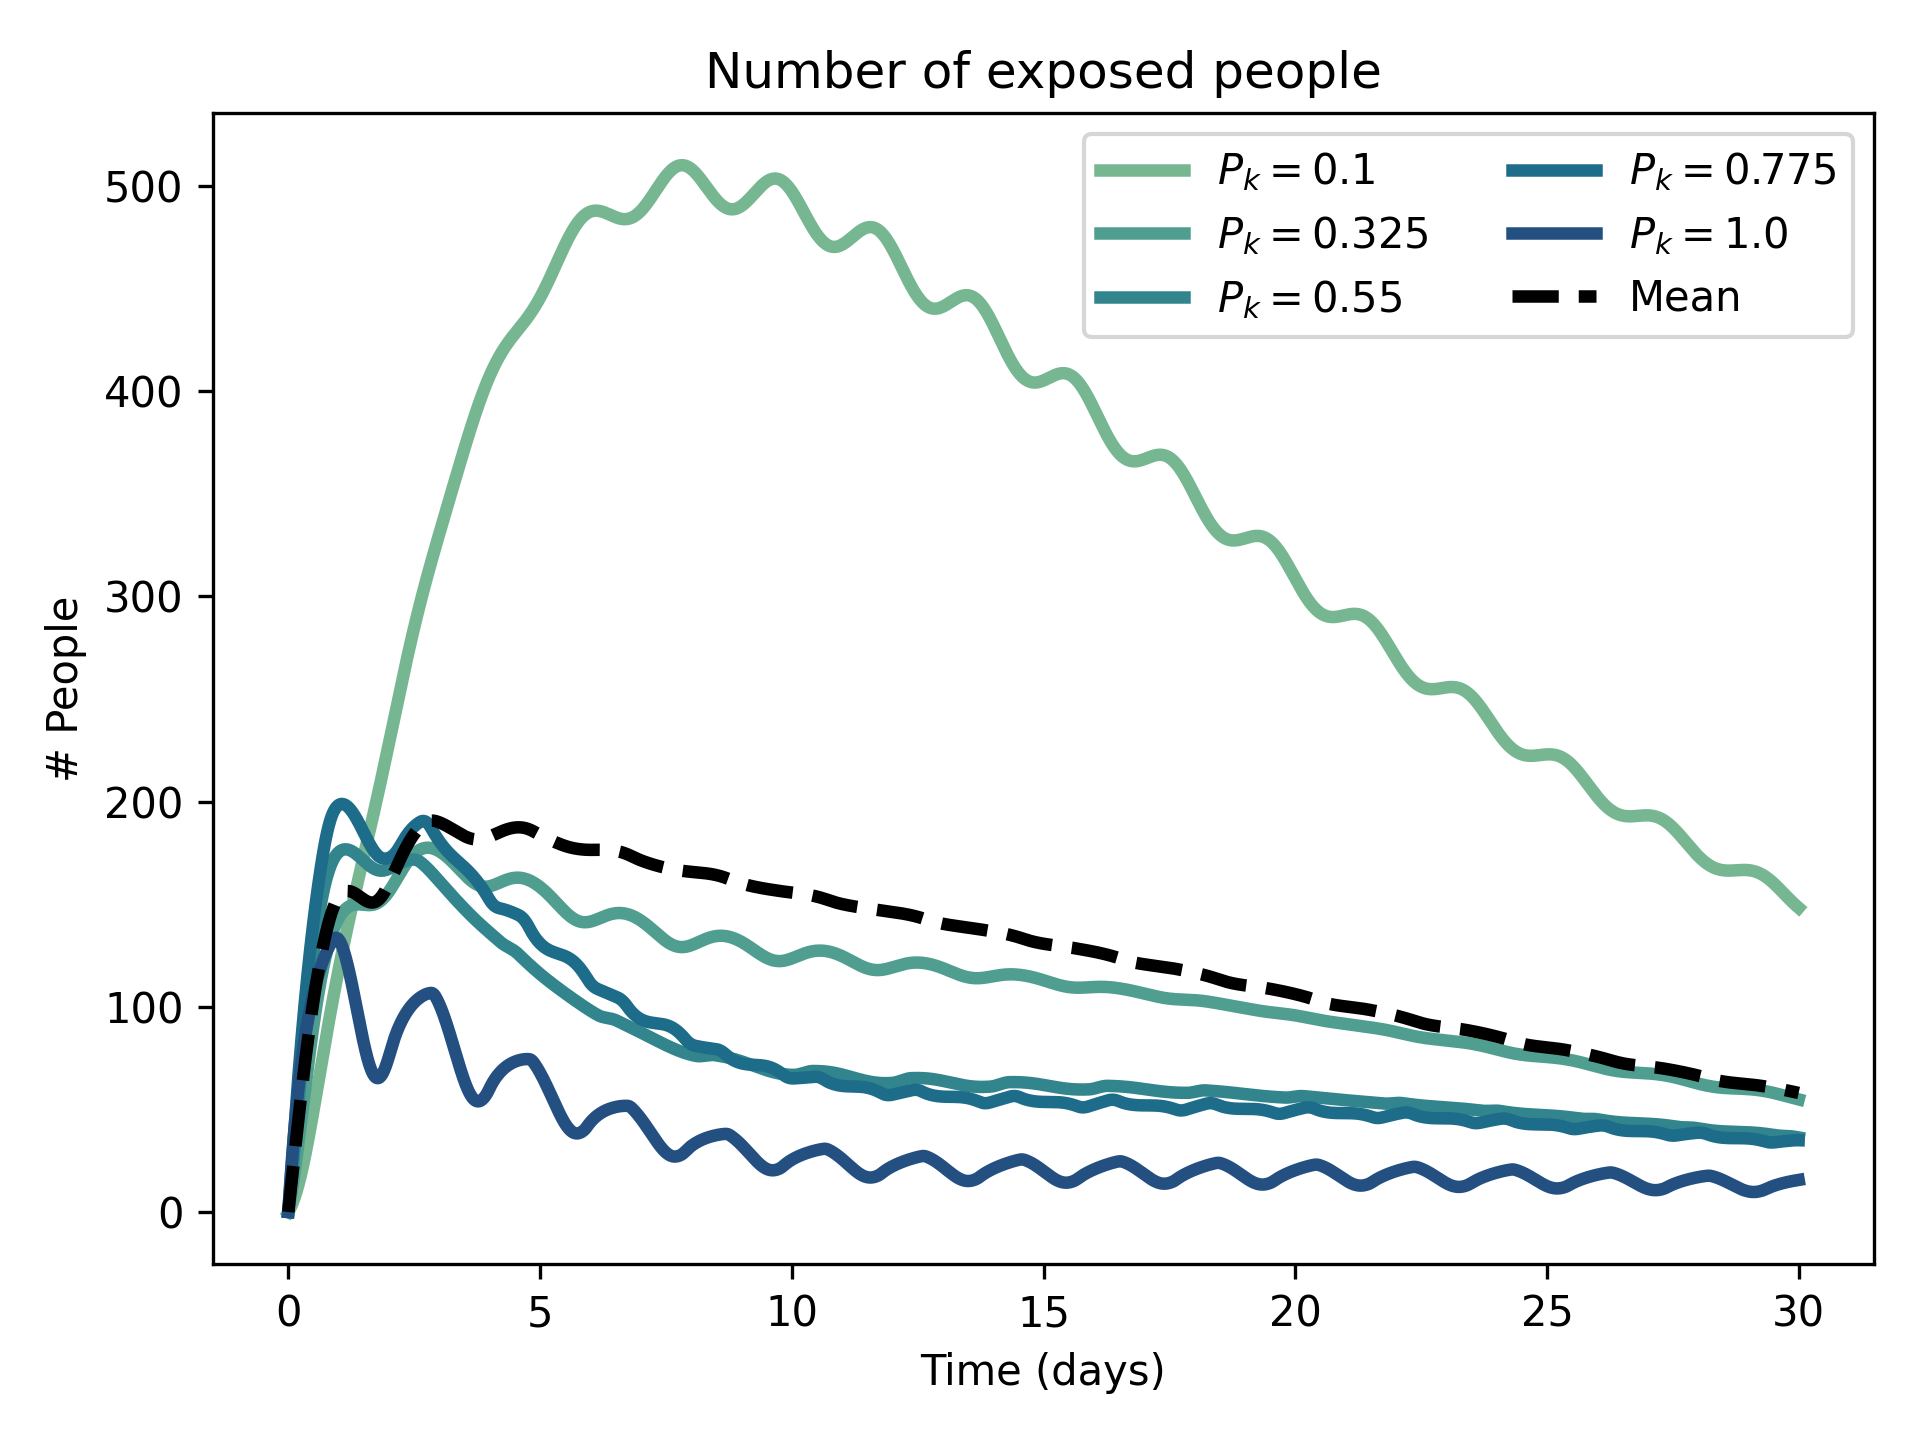 Number of exposed people
# People
500
400
300
200
100
0
P_k = 0.1
P_k = 0.325
P_k = 0.55
P_k = 0.775
P_k = 1.0
Mean
0 5 10 15 20 25 30
Time (days)